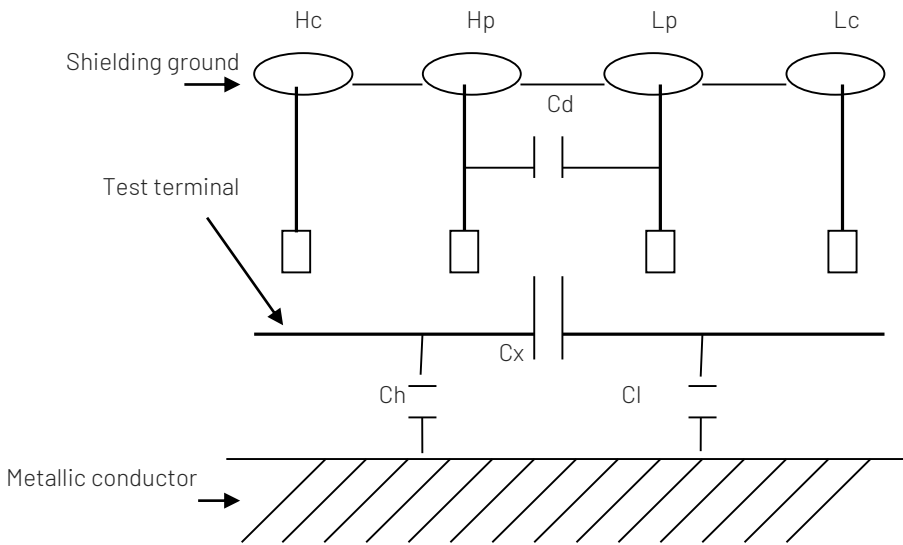 Hc Hp Lp Lc
Shielding ground
Cd
Test terminal
Cx
Ch Cl
Metallic conductor